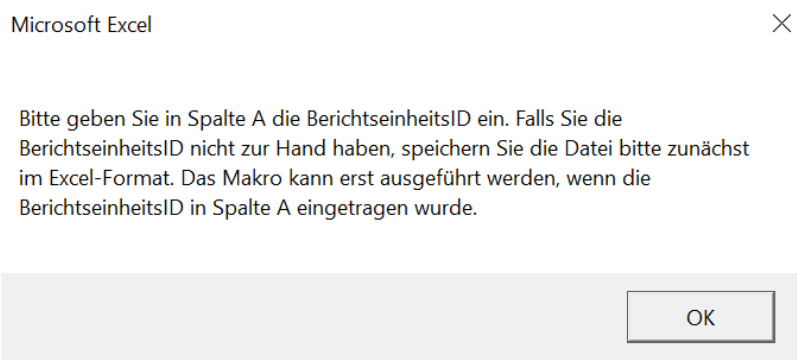 Microsoft Excel
Bitte geben Sie in Spalte A die BerichtseinheitsID ein. Falls Sie die
BerichtseinheitsID nicht zur Hand haben, speichern Sie die Datei bitte zunächst
im Excel-Format. Das Makro kann erst ausgeführt werden, wenn die
BerichtseinheitsID in Spalte A eingetragen wurde.
OK